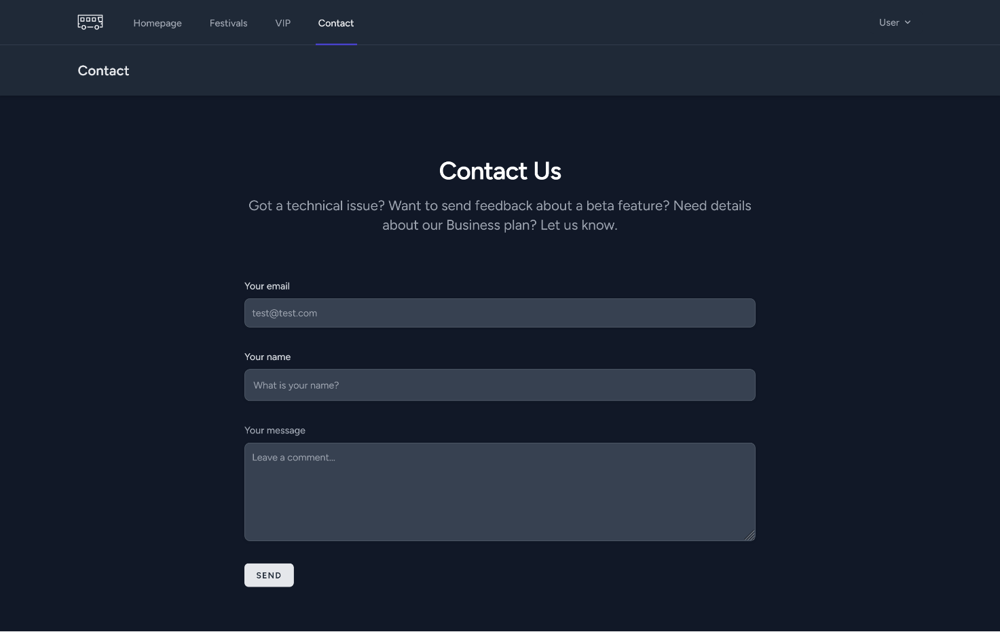 Homepage
Festivals
VIP
Contact
User
Contact
Contact Us
Got a technical issue? Want to send feedback about a beta feature? Need details
about our Business plan? Let us know.
Your email
test@test.com
Your name
What is your name?
Your message
Leave a comment...
SEND